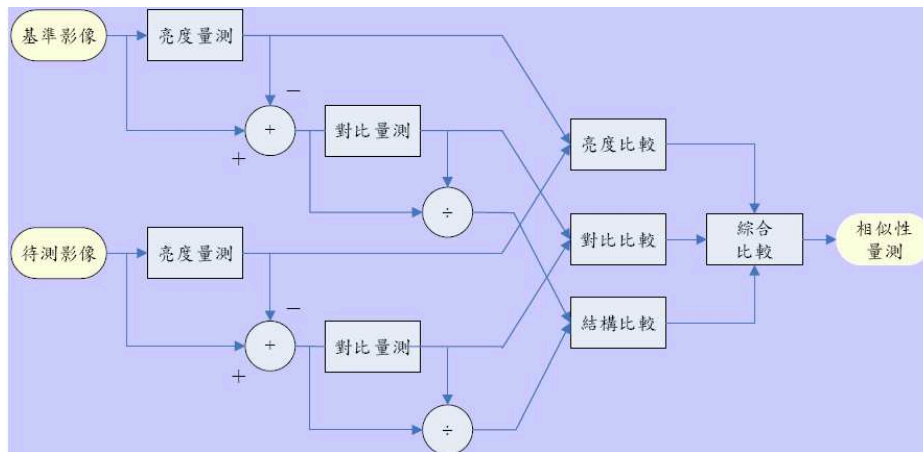 基準影像
亮度量測
−
+
+
對比量測
÷
亮度比較
待測影像
亮度量測
−
+
+
對比量測
÷
對比比較
結構比較
綜合
比較
相似性
量測